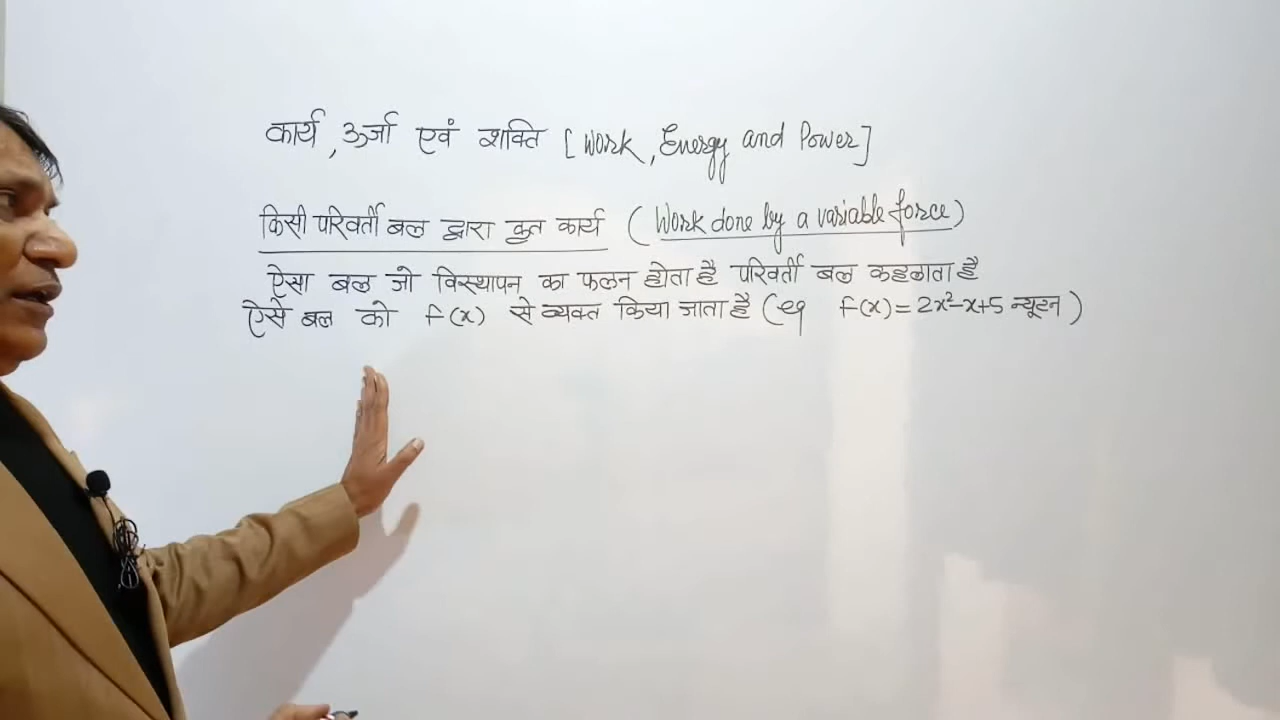 कार्य, ऊर्जा एवं शक्ति [Work, Energy and Power]
किसी परिवर्ती बल द्वारा कृत कार्य (Work done by a variable force)
ऐसा बल जो विस्थापन का फलन होता है परिवर्ती बल कहलाता है
ऐसे बल को f(x) से व्यक्त किया जाता है (eg f(x) = 2x²-x+5 न्यूटन)